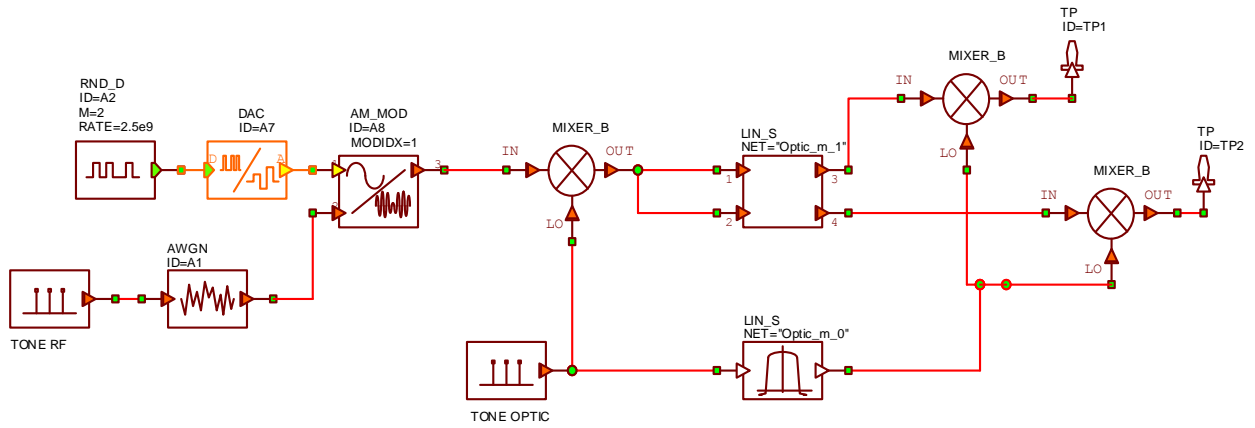 TP
ID=TP1
MIXER_B
IN
OUT
LO
RND_D
ID=A2
M=2
RATE=2.5e9
DAC
ID=A7
D
A
AM_MOD
ID=A8
MODIDX=1
1
2
3
MIXER_B
IN
OUT
LO
LIN_S
NET="Optic_m_1"
1
2
3
4
TP
ID=TP2
MIXER_B
IN
OUT
LO
AWGN
ID=A1
TONE RF
LIN_S
NET="Optic_m_0"
TONE OPTIC